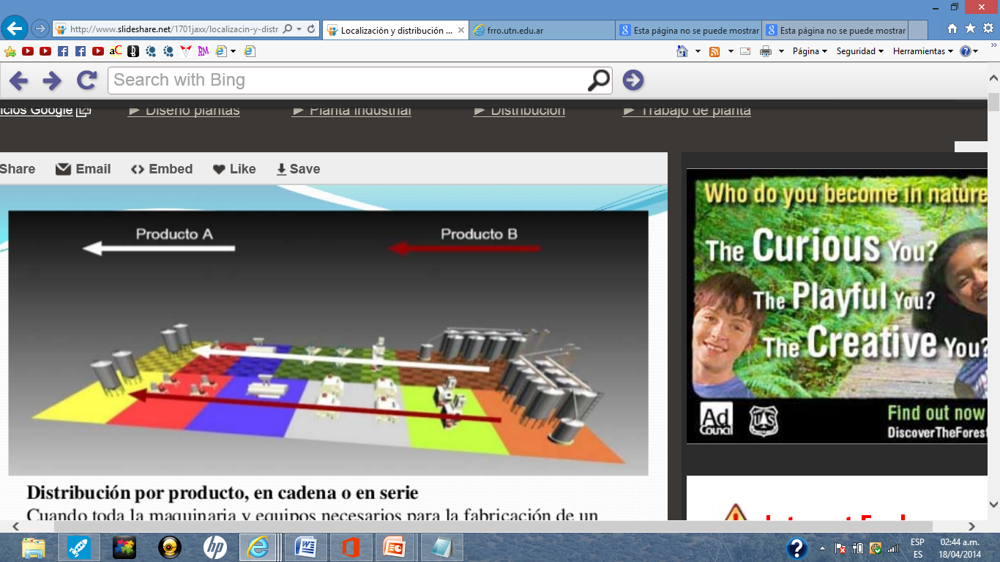 http://www.slideshare.net/1701jaxx/localizacin-y-distr
Localización y distribución ...
frro.utn.edu.ar
Esta página no se puede mostrar
Esta página no se puede mostrar
Página
Seguridad
Herramientas
Search with Bing
icios Google
Diseño plantas
Planta industrial
Distribución
Trabajo de planta
Share
Email
Embed
Like
Save
Producto A
Producto B
Distribución por producto, en cadena o en serie
Cuando toda la maquinaria y equipos necesarios para la fabricación de un
Who do you become in nature
The Curious You?
The Playful You?
The Creative You?
Ad
Council
UAS
Find out now
DiscoverTheForest
hp
ESP
ES
02:44 a.m.
18/04/2014